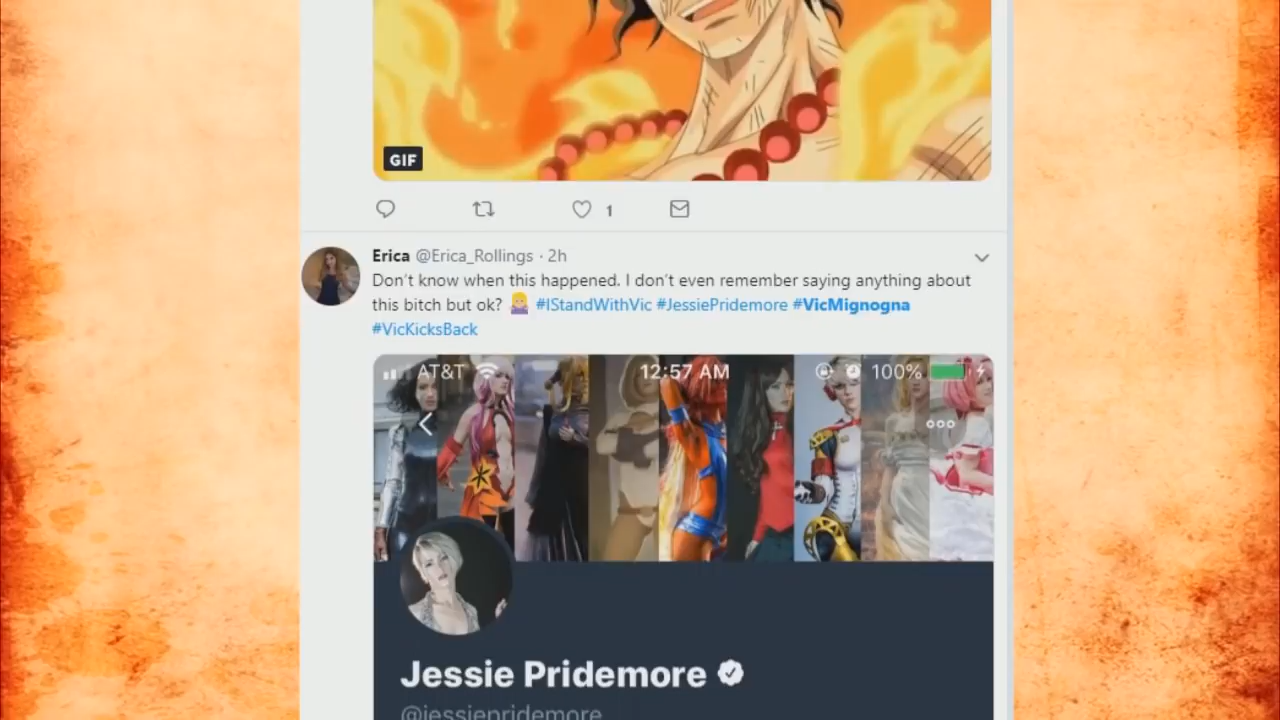 GIF
1
Erica @Erica_Rollings · 2h
Don't know when this happened. I don't even remember saying anything about
this bitch but ok? 🤷🏼‍♀️ #IStandWithVic #JessiePridemore #VicMignogna
#VicKicksBack
AT&T 12:57 AM 100%
Jessie Pridemore
@jessiepridemore